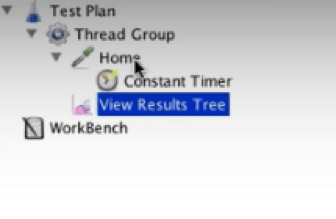 Test Plan
Thread Group
Home
Constant Timer
View Results Tree
WorkBench